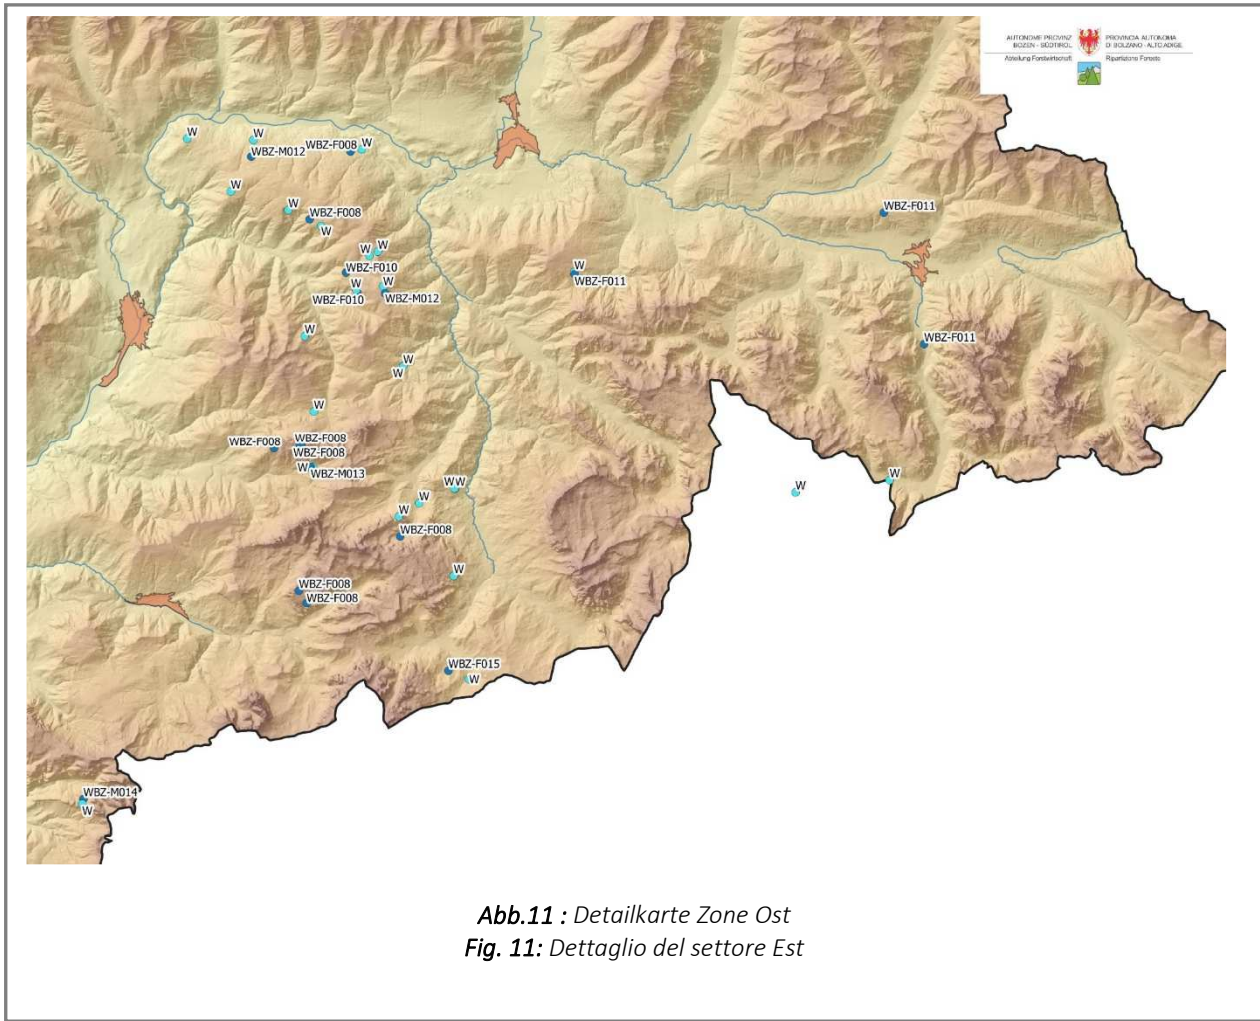 AUTONOME PROVINZ
BOZEN - SÜDTIROL
PROVINCIA AUTONOMA
DI BOLZANO - ALTO ADIGE
Abteilung Forstwirtschaft
Ripartizione Foreste
W
W
WBZ-M012
WBZ-F008
W
W
W
WBZ-F008
W
WBZ-F011
W
W
WBZ-F010
W
WBZ-F011
W
W
WBZ-F010
WBZ-M012
W
WBZ-F011
W
W
W
WBZ-F008
WBZ-F008
WBZ-F008
W
WBZ-M013
W
W W
W
W
W
WBZ-F008
W
WBZ-F008
WBZ-F008
WBZ-F015
W
WBZ-M014
W
Abb.11 : Detailkarte Zone Ost
Fig. 11: Dettaglio del settore Est